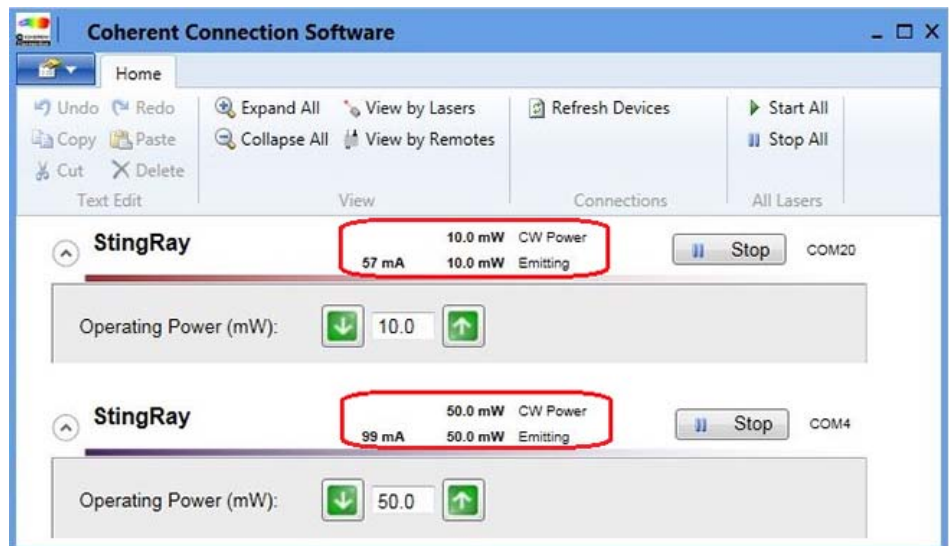 Coherent Connection Software
Home
Undo Redo Expand All View by Lasers Refresh Devices Start All
Copy Paste Collapse All View by Remotes Stop All
Cut Delete
Text Edit View Connections All Lasers
StingRay 10.0 mW CW Power Stop COM20
57 mA 10.0 mW Emitting
Operating Power (mW): 10.0
StingRay 50.0 mW CW Power Stop COM4
99 mA 50.0 mW Emitting
Operating Power (mW): 50.0